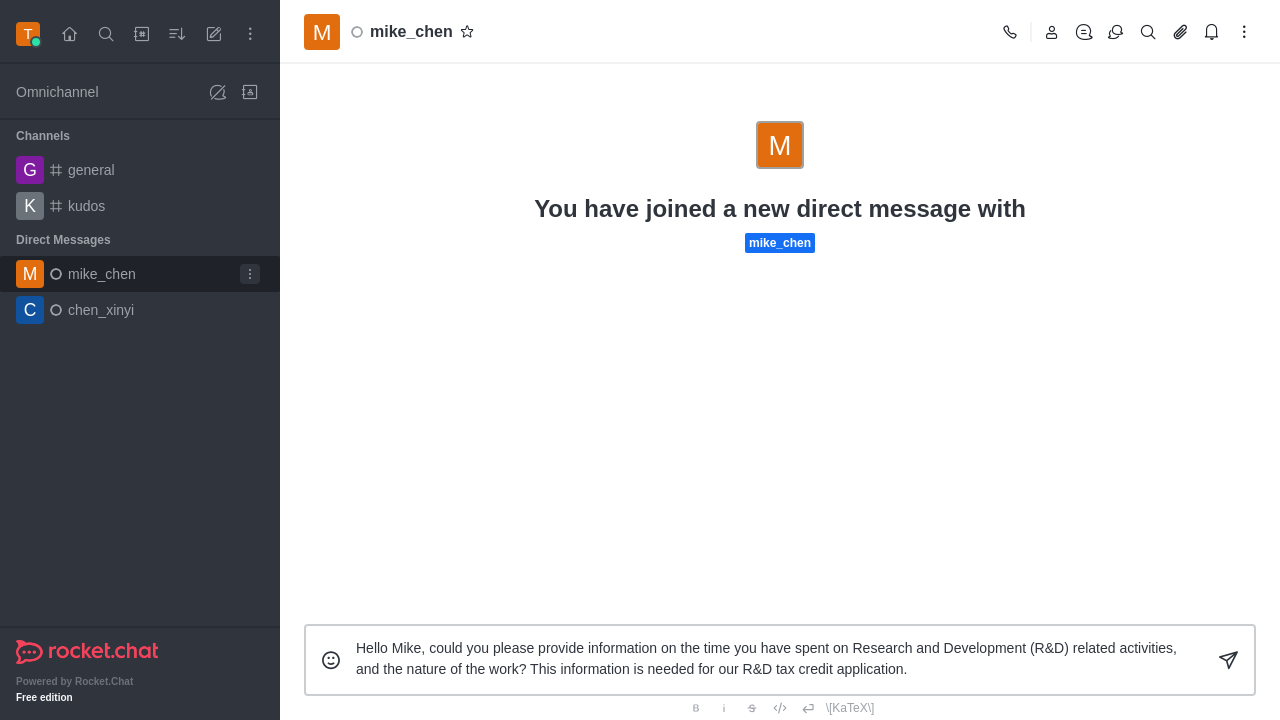 T
Omnichannel
Channels
G general
K kudos
Direct Messages
M mike_chen
C chen_xinyi
rocket.chat
Powered by Rocket.Chat
Free edition
M mike_chen
M
You have joined a new direct message with
mike_chen
Hello Mike, could you please provide information on the time you have spent on Research and Development (R&D) related activities,
and the nature of the work? This information is needed for our R&D tax credit application.
B i S \[KaTeX\]